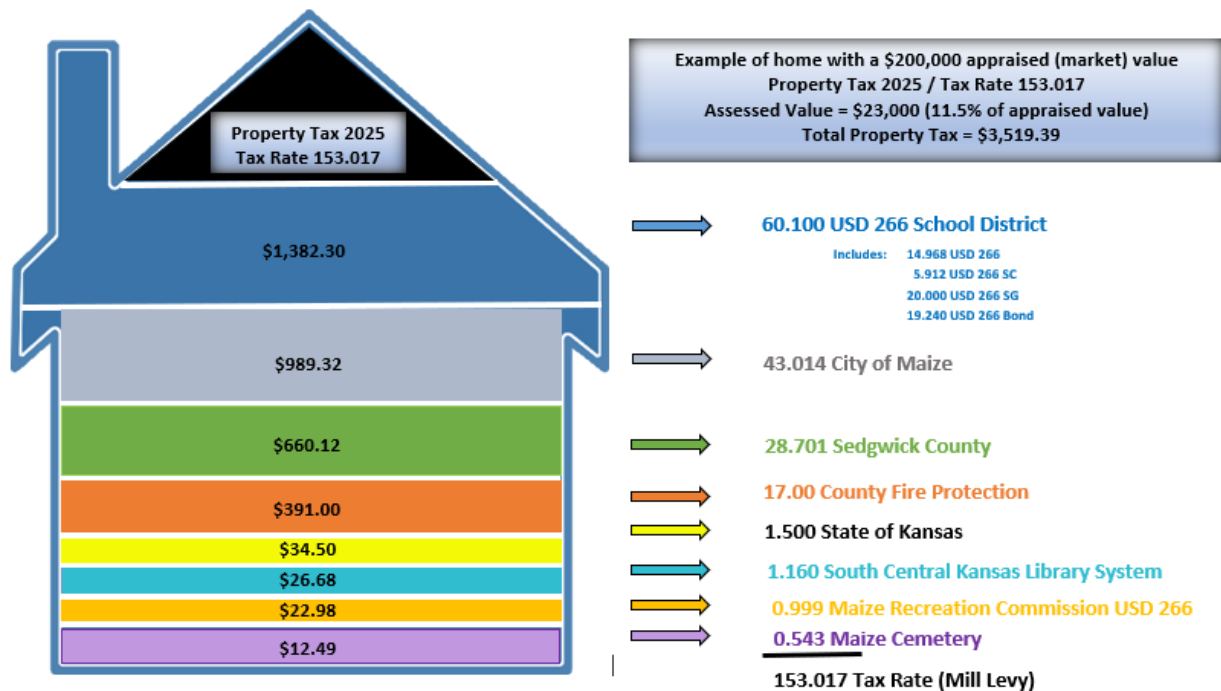 Property Tax 2025
Tax Rate 153.017
$1,382.30
$989.32
$660.12
$391.00
$34.50
$26.68
$22.98
$12.49
Example of home with a $200,000 appraised (market) value
Property Tax 2025 / Tax Rate 153.017
Assessed Value = $23,000 (11.5% of appraised value)
Total Property Tax = $3,519.39
60.100 USD 266 School District
Includes: 14.968 USD 266
5.912 USD 266 SC
20.000 USD 266 SG
19.240 USD 266 Bond
43.014 City of Maize
28.701 Sedgwick County
17.00 County Fire Protection
1.500 State of Kansas
1.160 South Central Kansas Library System
0.999 Maize Recreation Commission USD 266
0.543 Maize Cemetery
153.017 Tax Rate (Mill Levy)